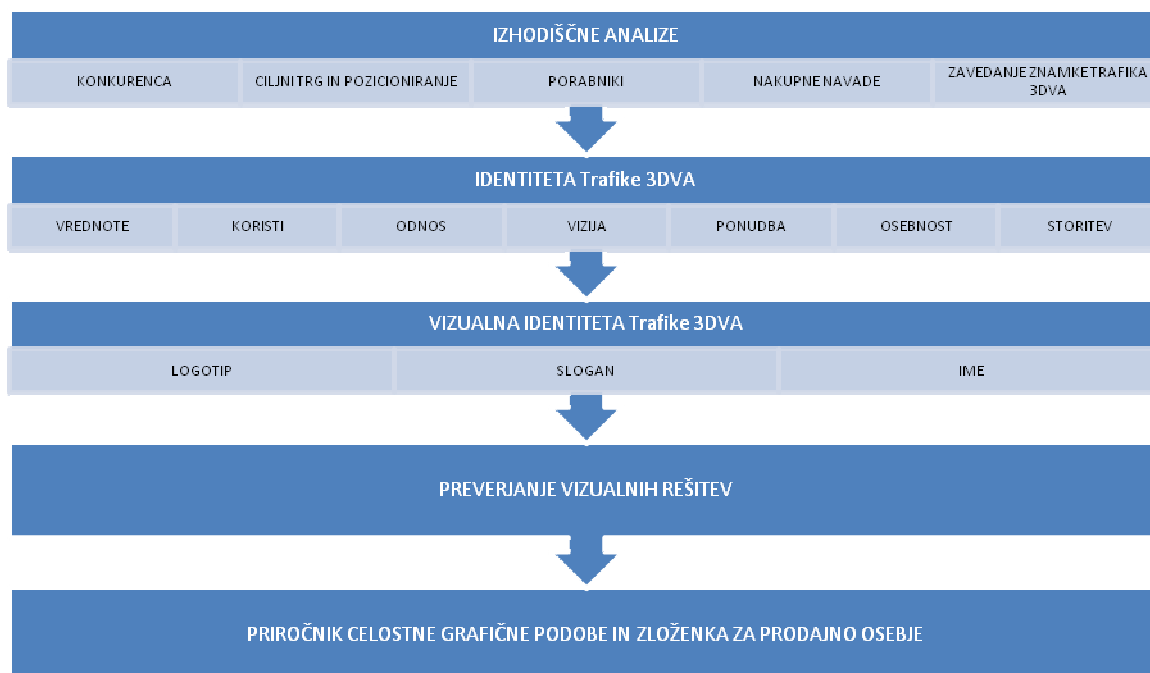 IZHODIŠČNE ANALIZE
KONKURENCA
CILJNI TRG IN POZICIONIRANJE
PORABNIKI
NAKUPNE NAVADE
ZAVEDANJE ZNAMKE TRAFIKA
3DVA
IDENTITETA Trafike 3DVA
VREDNOTE
KORISTI
ODNOS
VIZIJA
PONUDBA
OSEBNOST
STORITEV
VIZUALNA IDENTITETA Trafike 3DVA
LOGOTIP
SLOGAN
IME
PREVERJANJE VIZUALNIH REŠITEV
PRIROČNIK CELOSTNE GRAFIČNE PODOBE IN ZLOŽENKA ZA PRODAJNO OSEBJE